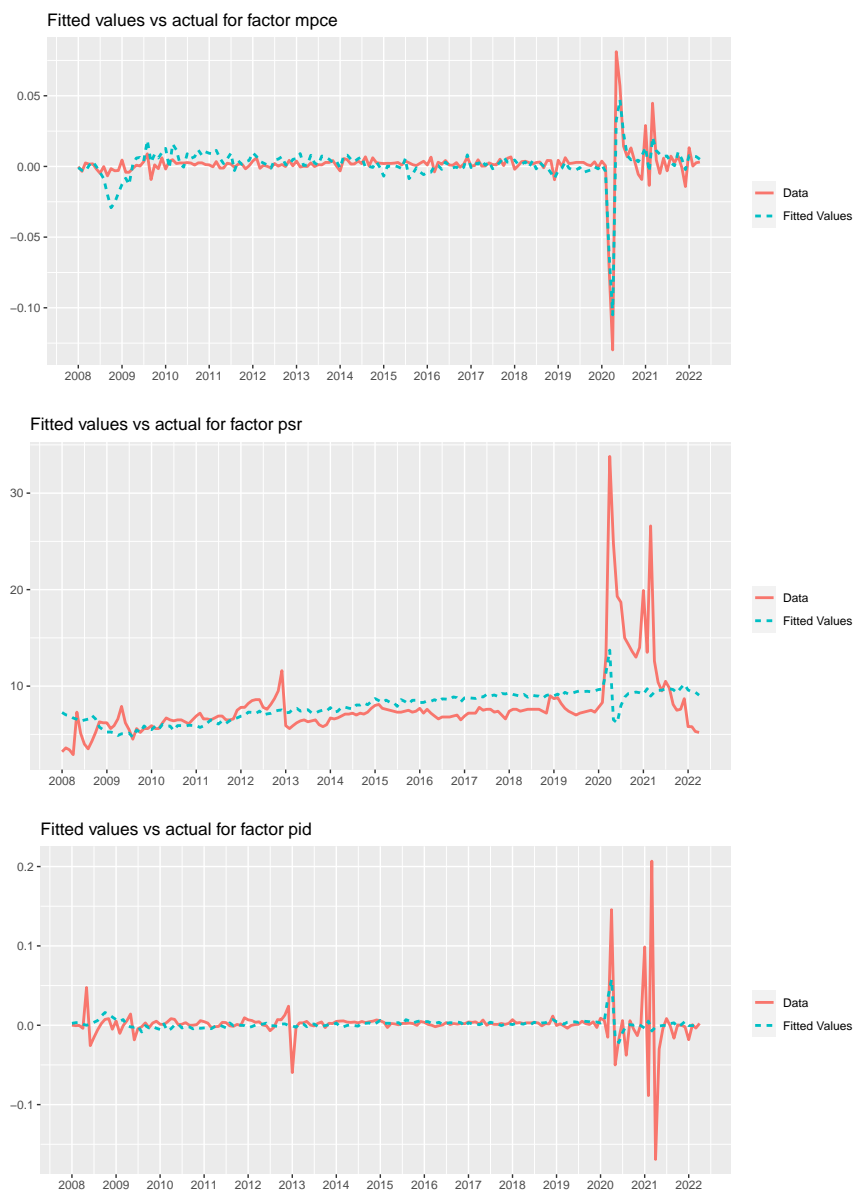 Fitted values vs actual for factor mpce
0.05
0.00
−0.05
−0.10
2008 2009 2010 2011 2012 2013 2014 2015 2016 2017 2018 2019 2020 2021 2022
Data
Fitted Values
Fitted values vs actual for factor psr
30
20
10
2008 2009 2010 2011 2012 2013 2014 2015 2016 2017 2018 2019 2020 2021 2022
Data
Fitted Values
Fitted values vs actual for factor pid
0.2
0.1
0.0
−0.1
2008 2009 2010 2011 2012 2013 2014 2015 2016 2017 2018 2019 2020 2021 2022
Data
Fitted Values